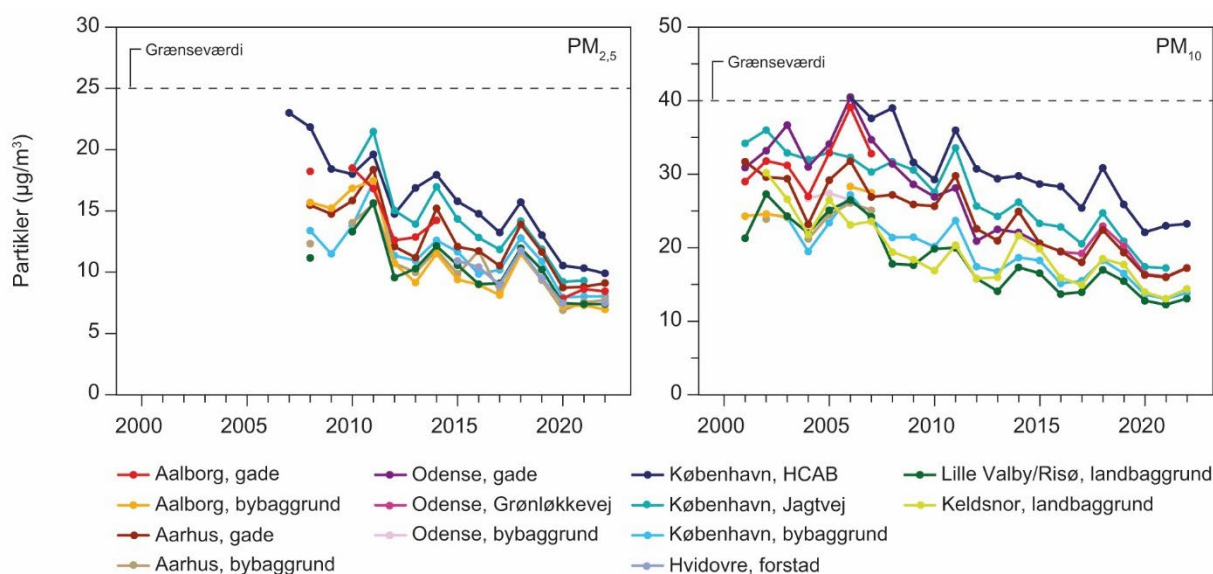 Partikler (µg/m³)
30
25
20
15
10
5
0
Grænseværdi
PM₂,₅
2000 2005 2010 2015 2020
50
40
30
20
10
0
Grænseværdi
PM₁₀
2000 2005 2010 2015 2020
Aalborg, gade
Aalborg, bybaggrund
Aarhus, gade
Aarhus, bybaggrund
Odense, gade
Odense, Grønløkkevej
Odense, bybaggrund
København, HCAB
København, Jagtvej
København, bybaggrund
Hvidovre, forstad
Lille Valby/Risø, landbaggrund
Keldsnor, landbaggrund